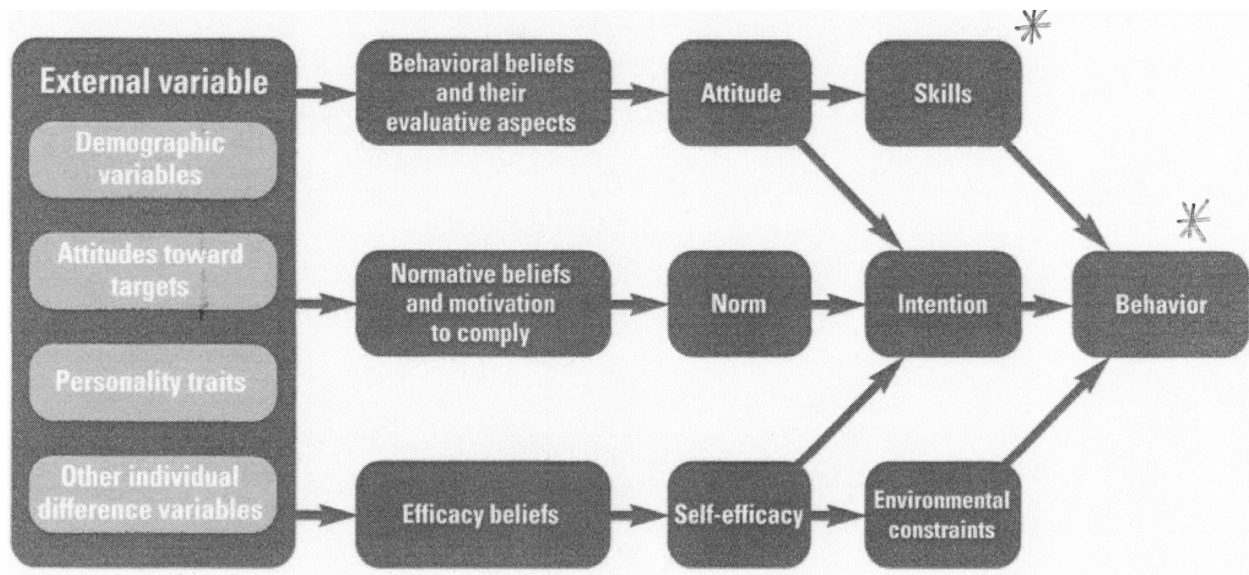 External variable
Demographic
variables
Attitudes toward
targets
Personality traits
Other individual
difference variables
Behavioral beliefs
and their
evaluative aspects
Attitude
Skills
Normative beliefs
and motivation
to comply
Norm
Intention
Behavior
Efficacy beliefs
Self-efficacy
Environmental
constraints